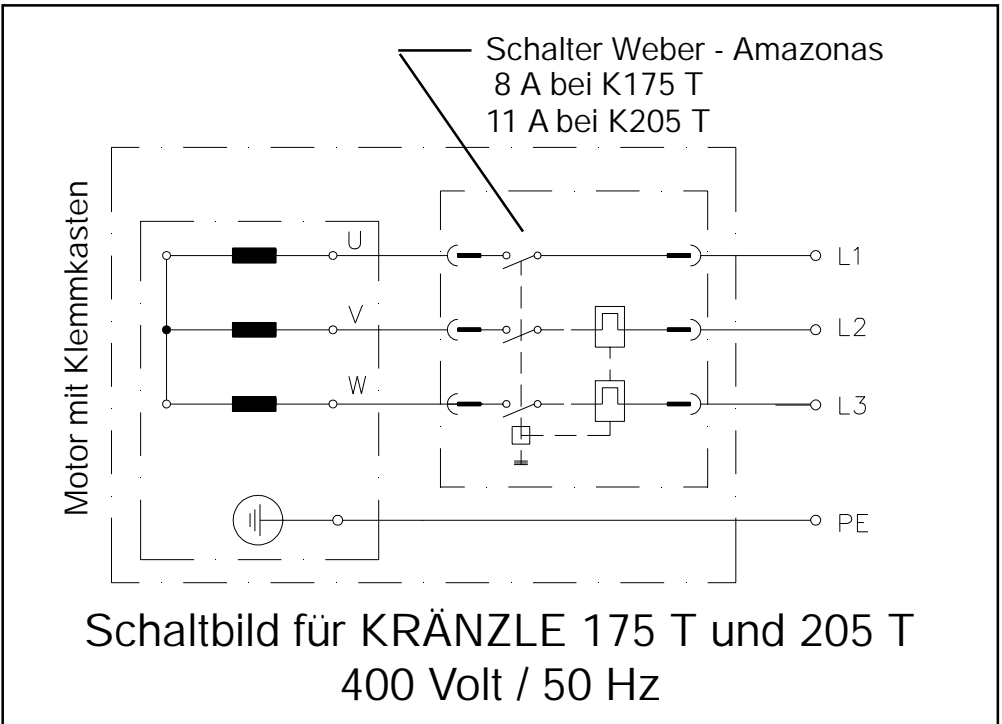 Schalter Weber - Amazonas
8 A bei K175 T
11 A bei K205 T
Motor mit Klemmkasten
U
L1
V
L2
W
L3
PE
Schaltbild für KRÄNZLE 175 T und 205 T
400 Volt / 50 Hz